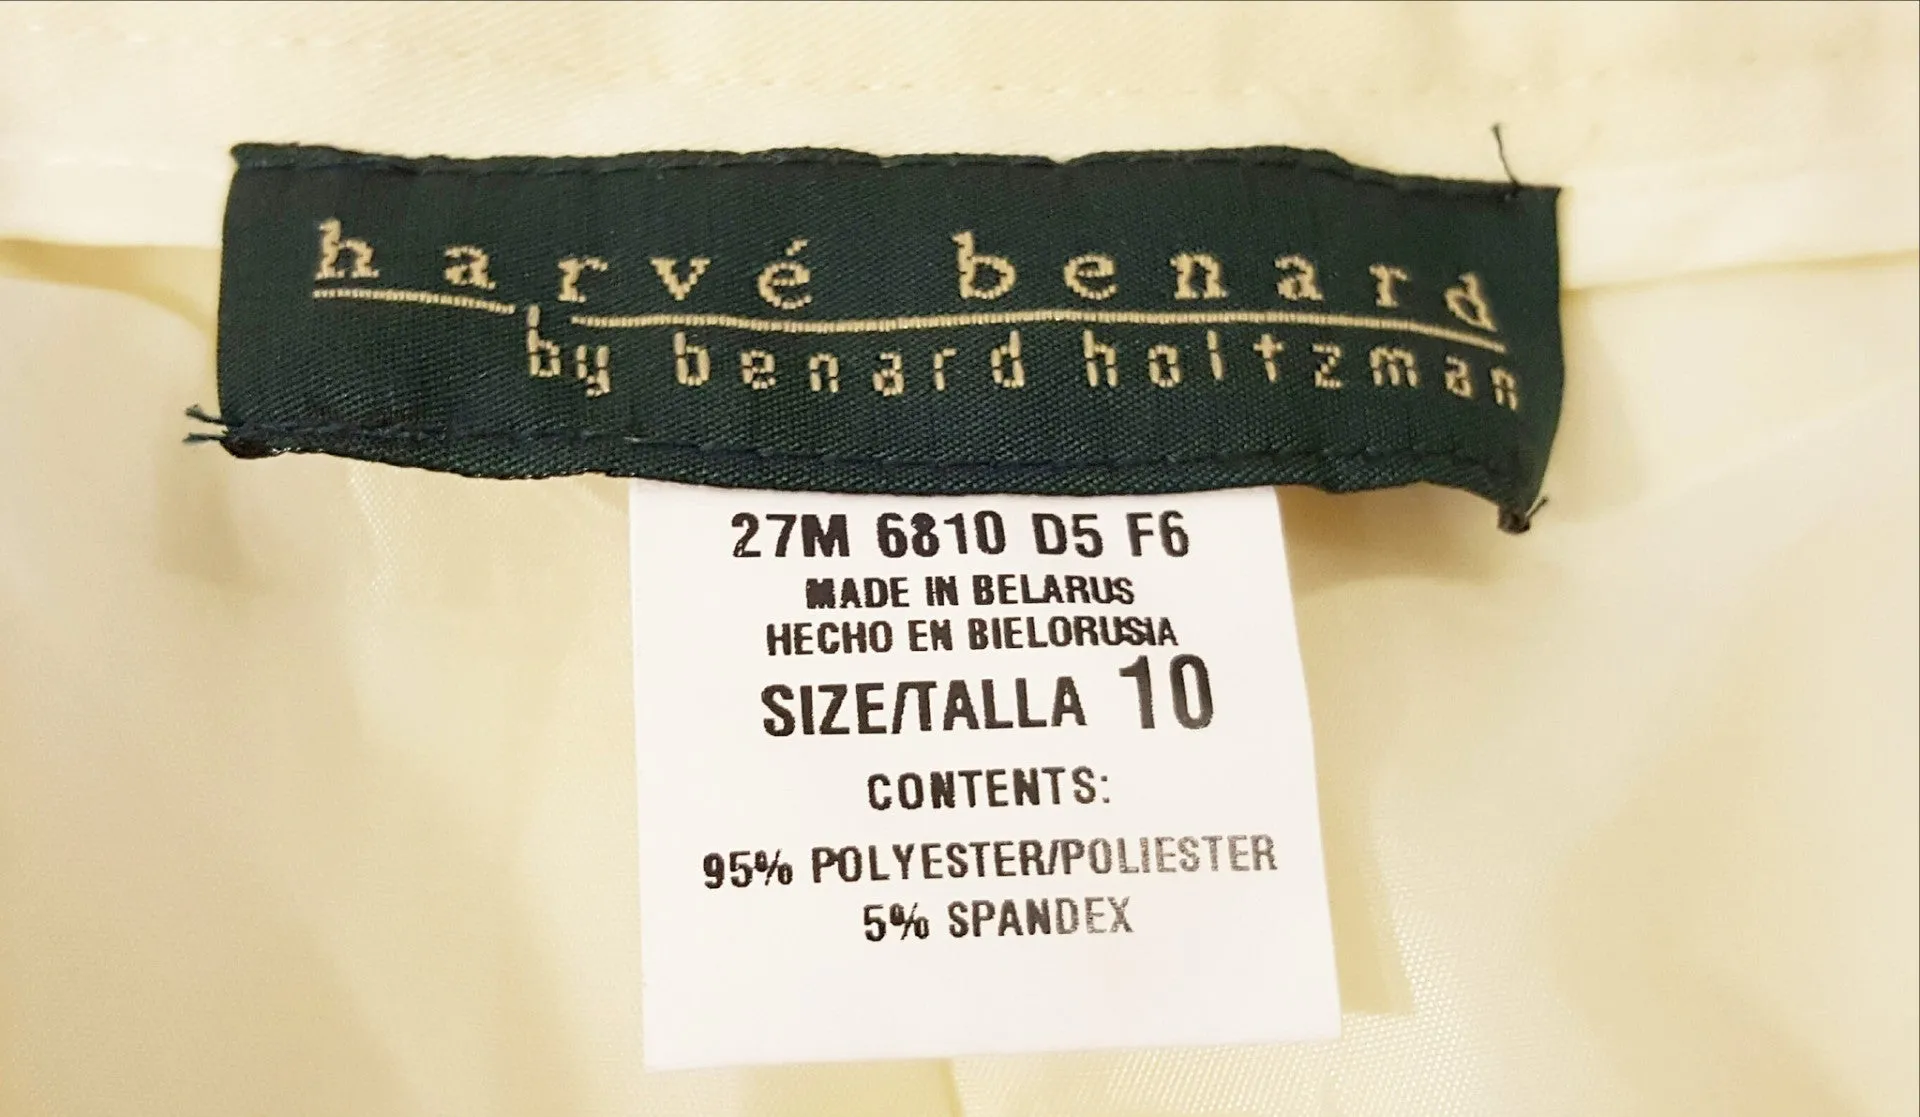 harvé benard
by benard holtzman
27M 6810 D5 F6
MADE IN BELARUS
HECHO EN BIELORUSIA
SIZE/TALLA 10
CONTENTS:
95% POLYESTER/POLIESTER
5% SPANDEX